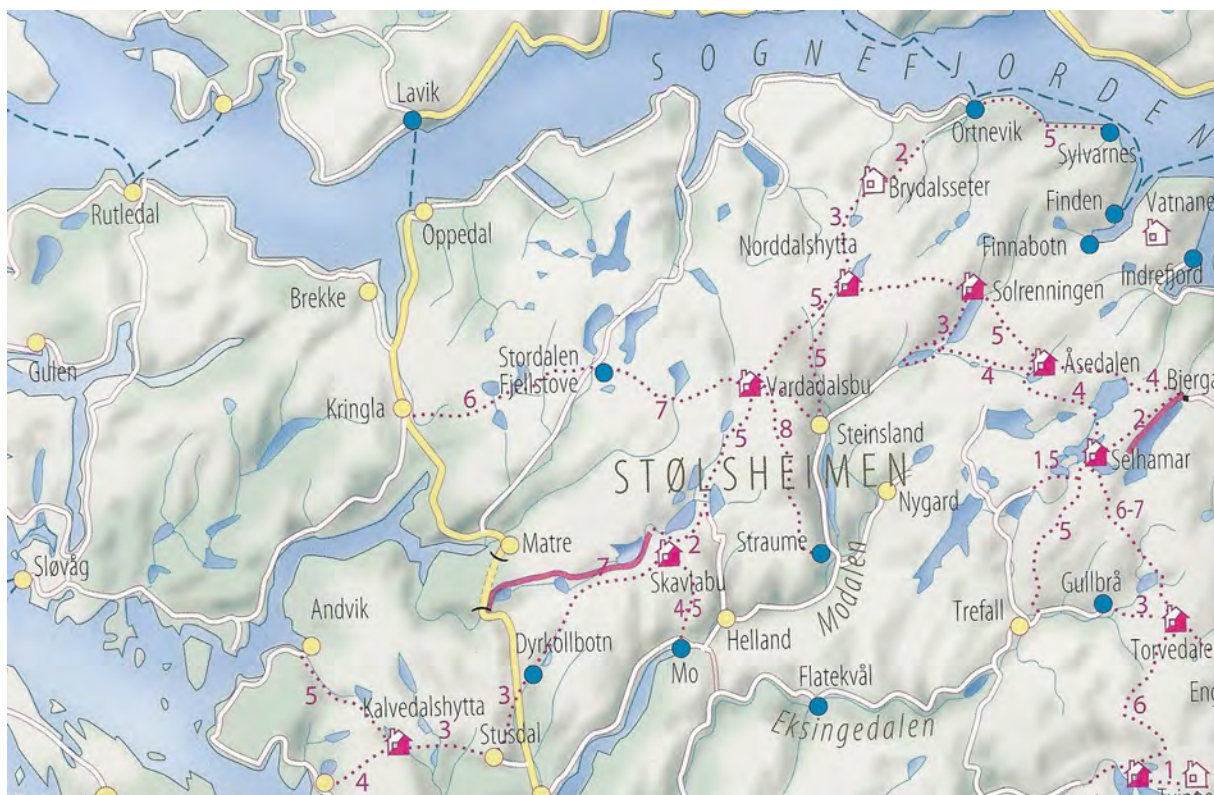 SOGNEFJORDEN
Lavik
Ortnevik
5
Sylvarnes
2
Brydalsseter
Rutledal
Finden
Vatnane
Oppedal
3
Norddalshytta
Finnabotn
Indrefjord
Brekke
5
Solrenningen
3
5
Gulen
Stordalen
Fjellstove
5
Åsedalen
Vardadalsbu
4
4
4
Bjerga
Kringla
6
7
2
5
8
Steinsland
Selhamar
1.5
STØLSHEIMEN
Nygard
6-7
5
Matre
2
Straume
7
Skavlabu
Sløvåg
Modalen
Gullbrå
Andvik
4-5
3
Trefall
Helland
Dyrkollbotn
Mo
Torvedale
5
3
Flatekvål
Eng
Kalvedalshytta
Eksingedalen
6
3
Stusdal
4
1